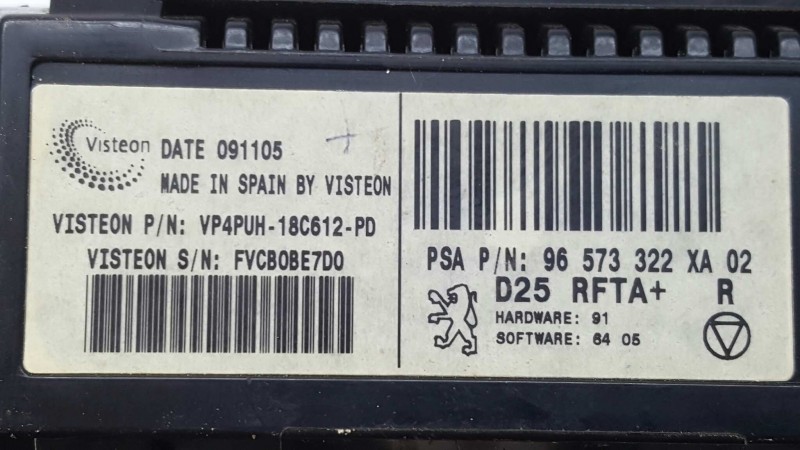 Visteon
DATE 091105
MADE IN SPAIN BY VISTEON
VISTEON P/N: VP4PUH-18C612-PD
VISTEON S/N: FVCB0BE7D0
PSA P/N: 96 573 322 XA 02
D25 RFTA+ R
HARDWARE: 91
SOFTWARE: 64 05